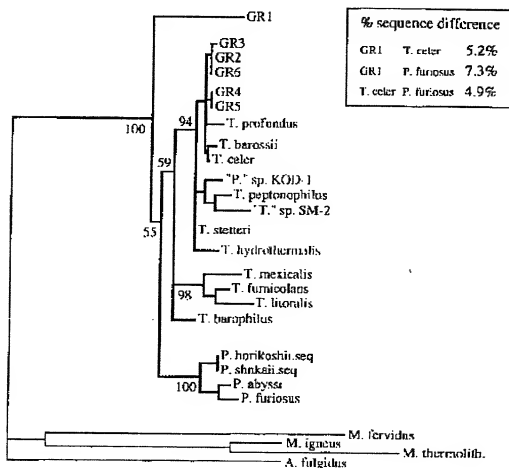 GR1
GR3
GR2
GR6
GR4
GR5
T. profundus
T. barossii
T. celer
"P." sp. KOD-1
T. peptonophilus
"T." sp. SM-2
T. stetteri
T. hydrothermalis
T. mexicalis
T. fumicolans
T. litoralis
T. barophilus
P. horikoshii.seq
P. shnkaii.seq
P. abyssi
P. furiosus
M. fervidus
M. igneus
M. thermolith.
A. fulgidus
100
94
59
55
98
100
% sequence difference
GR1 T. celer 5.2%
GR1 P. furiosus 7.3%
T. celer P. furiosus 4.9%